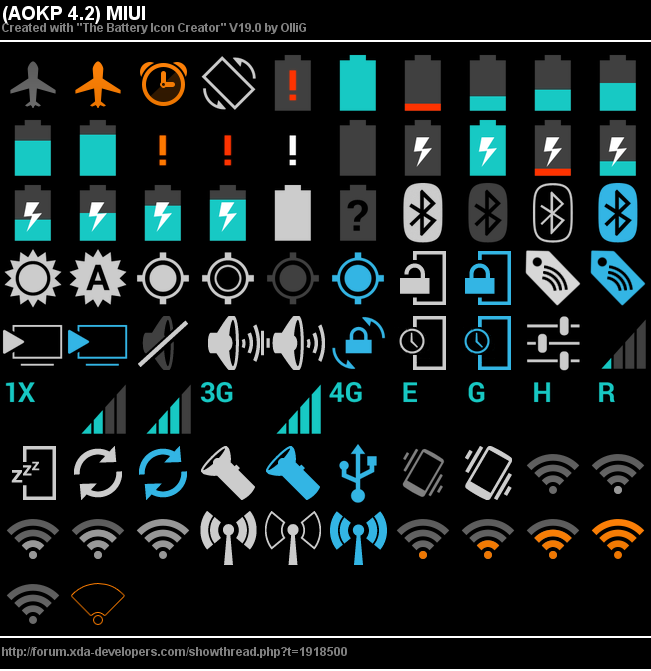 (AOKP 4.2) MIUI
Created with "The Battery Icon Creator" V19.0 by OlliG
! 
! ! !
?
A
1X 3G 4G E G H R
zzz
http://forum.xda-developers.com/showthread.php?t=1918500